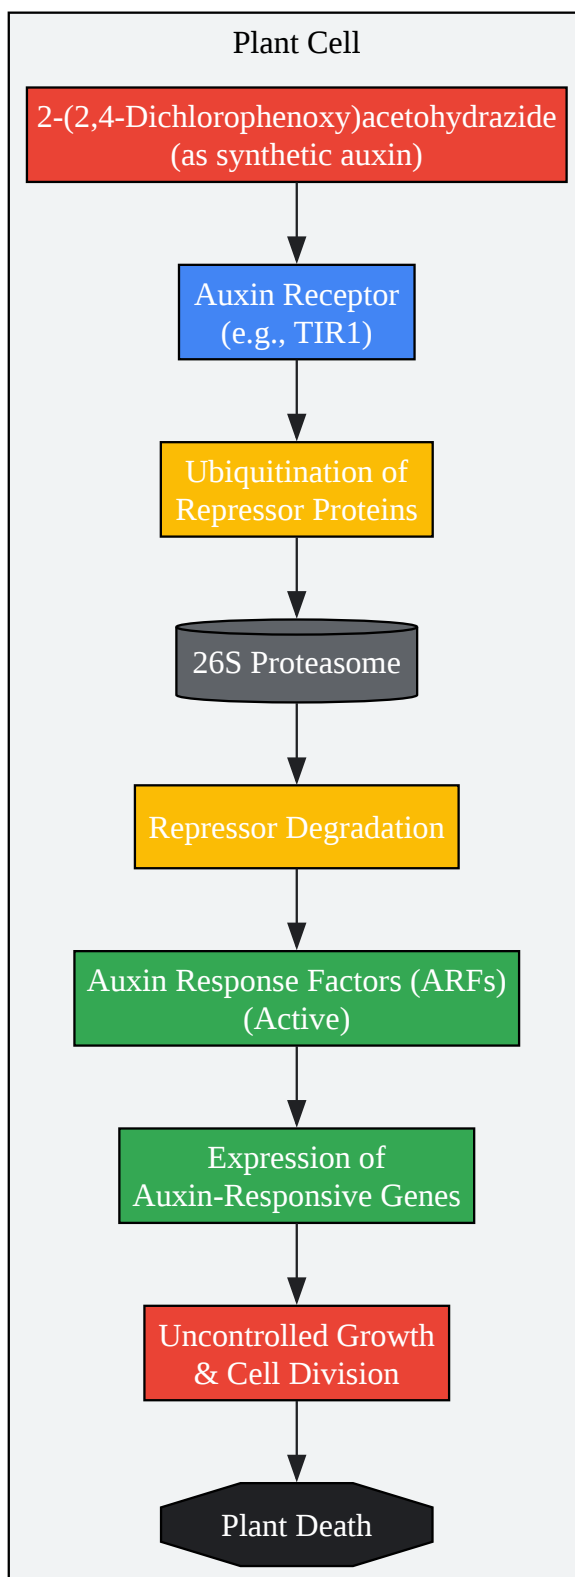 Plant Cell
2-(2,4-Dichlorophenoxy)acetohydrazide
(as synthetic auxin)
Auxin Receptor
(e.g., TIR1)
Ubiquitination of
Repressor Proteins
26S Proteasome
Repressor Degradation
Auxin Response Factors (ARFs)
(Active)
Expression of
Auxin-Responsive Genes
Uncontrolled Growth
& Cell Division
Plant Death